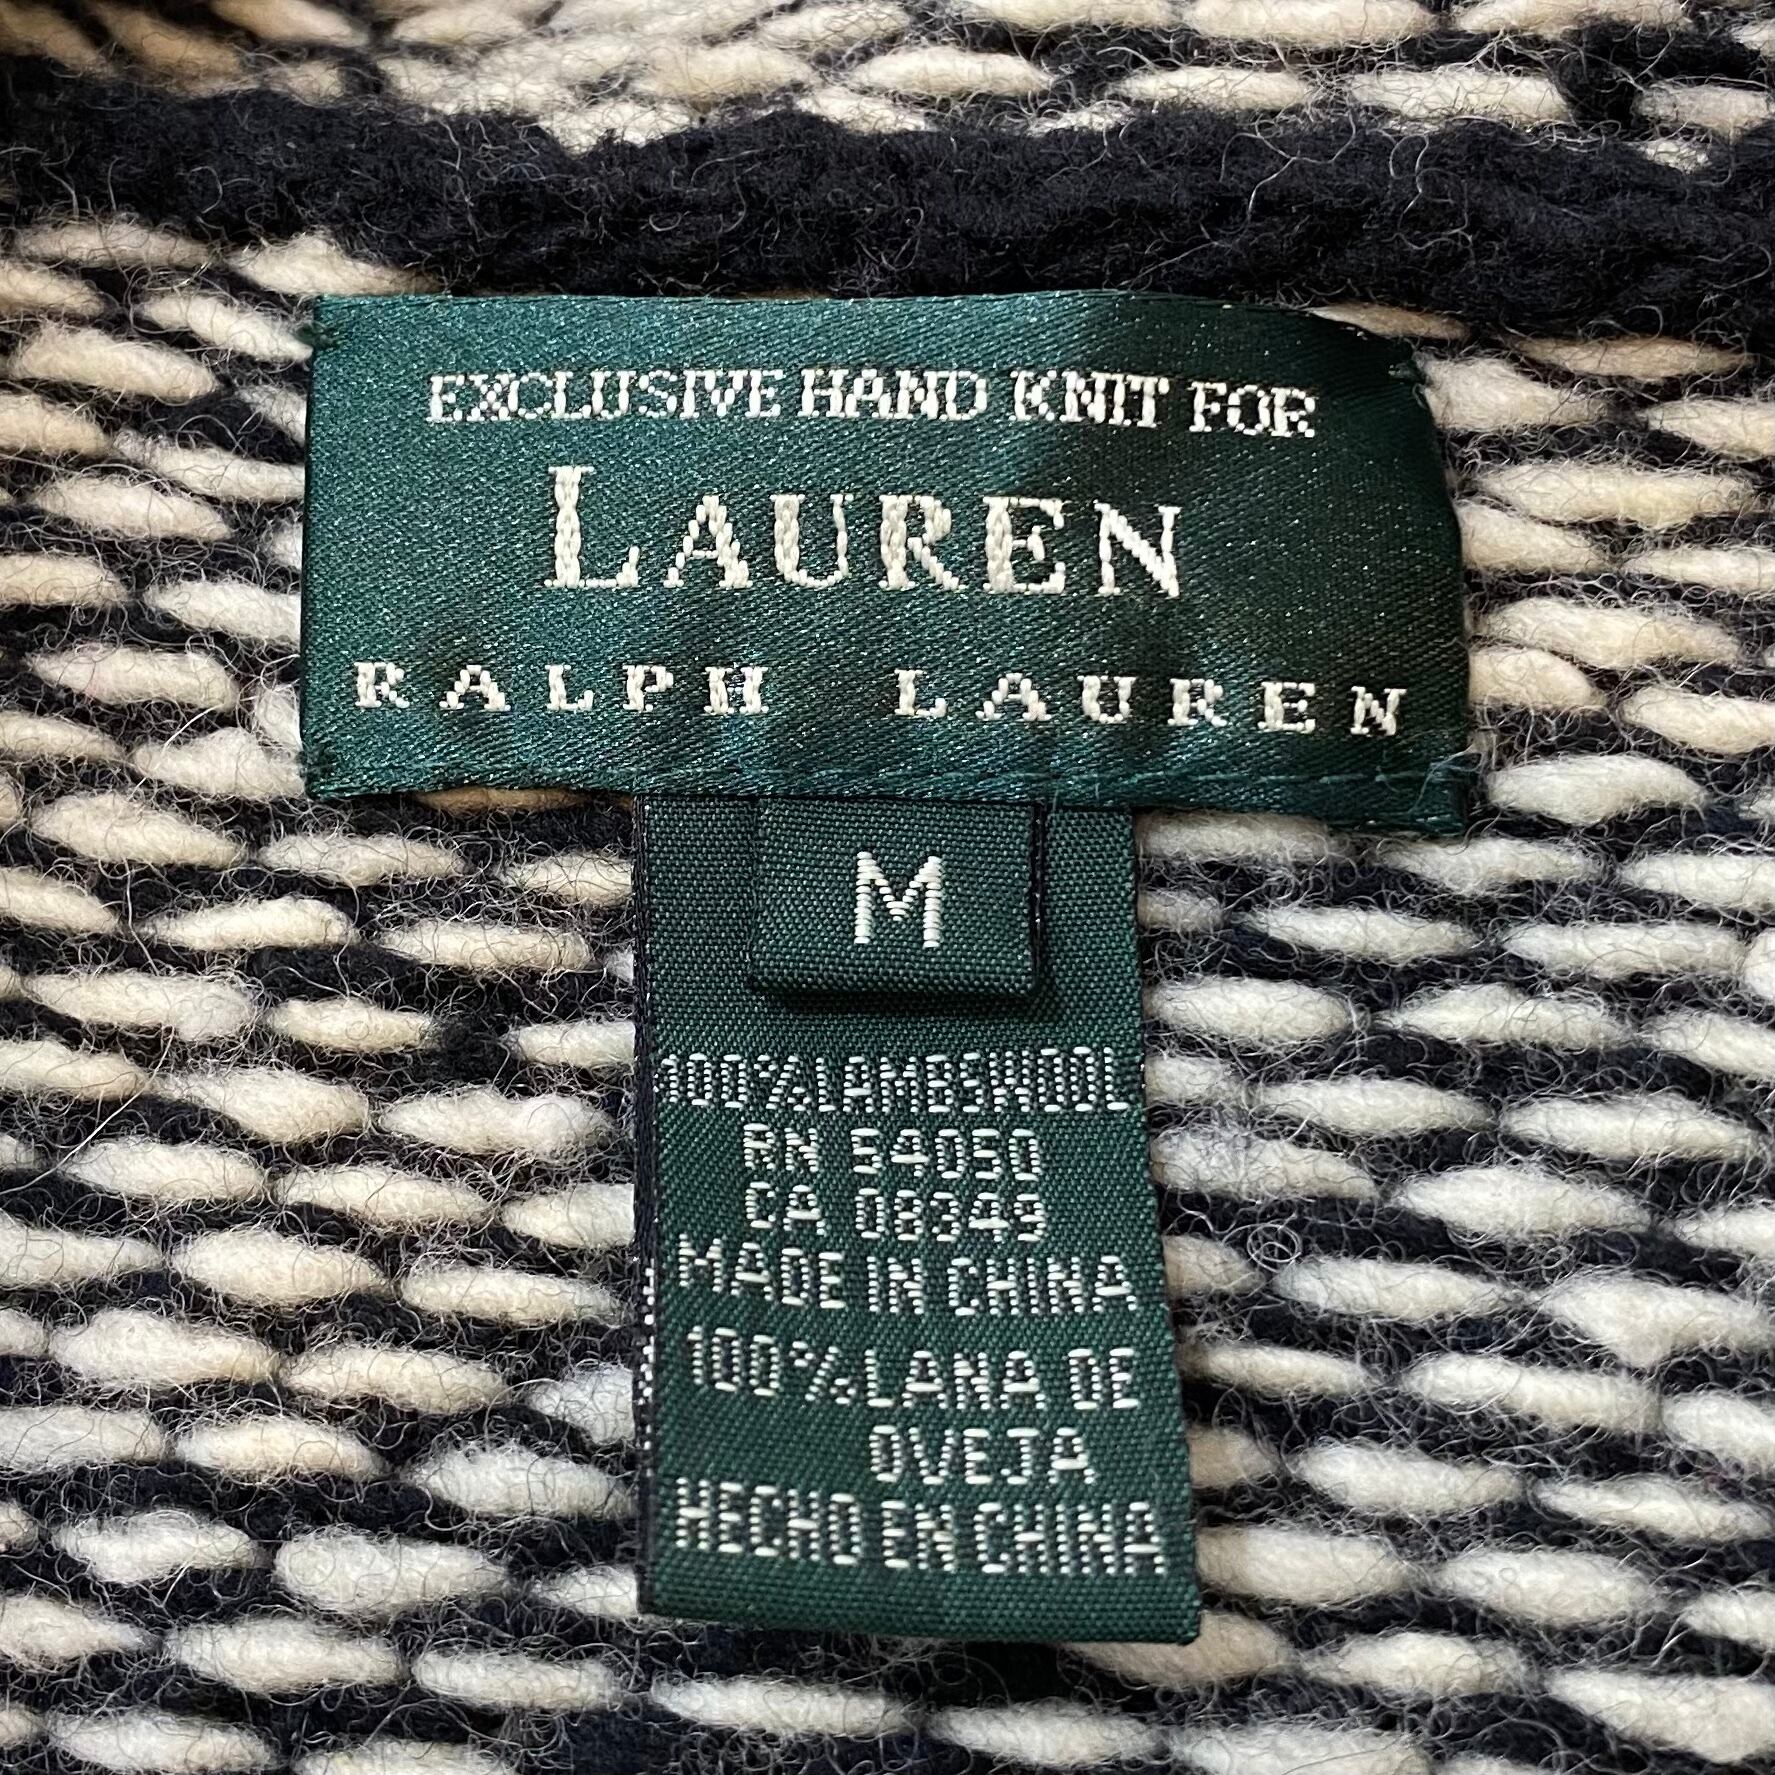 EXCLUSIVE HAND KNIT FOR
LAUREN
RALPH LAUREN
M
100% LAMBSWOOL
RN 54050
CA 08349
MADE IN CHINA
100% LANA DE
OVEJA
HECHO EN CHINA